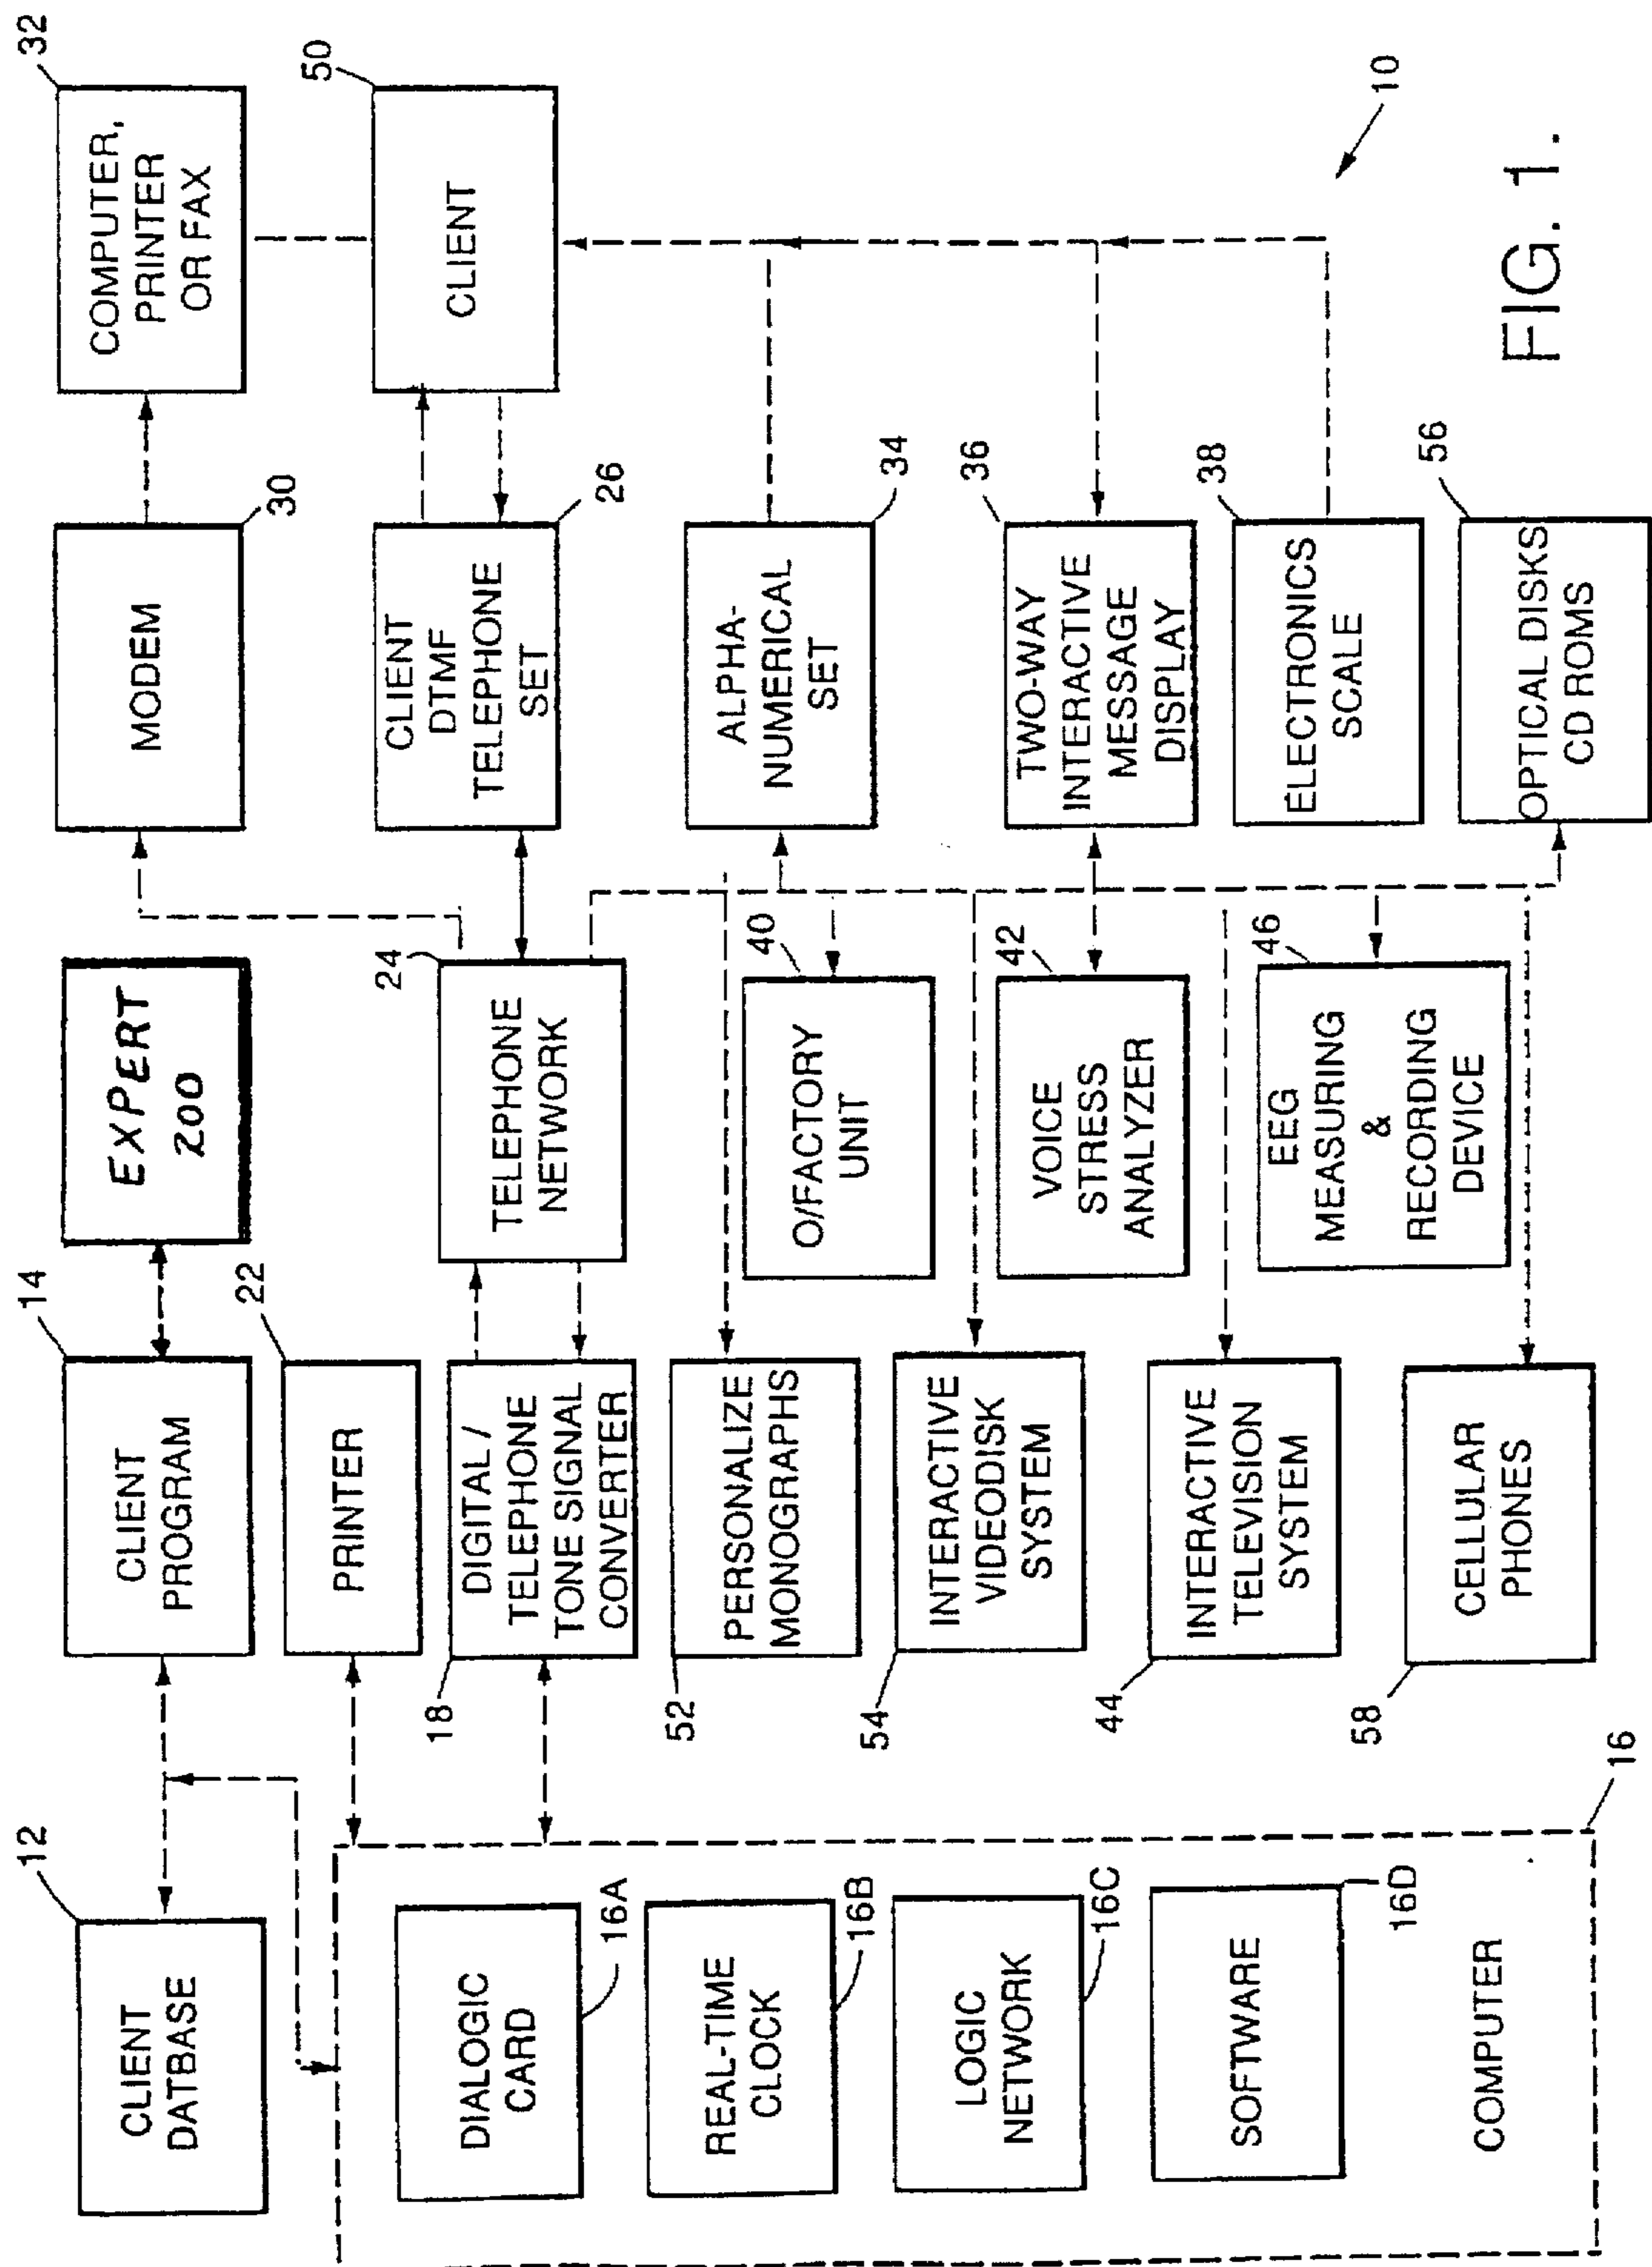 12
CLIENT
DATBASE
14
CLIENT
PROGRAM
EXPERT
200
30
MODEM
32
COMPUTER,
PRINTER
OR FAX
22
PRINTER
DIALOGIC
CARD
16A
18
DIGITAL /
TELEPHONE
TONE SIGNAL
CONVERTER
24
TELEPHONE
NETWORK
CLIENT
DTMF
TELEPHONE
SET
26
50
CLIENT
REAL-TIME
CLOCK
16B
52
PERSONALIZE
MONOGRAPHS
40
O/FACTORY
UNIT
ALPHA-
NUMERICAL
SET
34
LOGIC
NETWORK
16C
54
INTERACTIVE
VIDEODISK
SYSTEM
42
VOICE
STRESS
ANALYZER
36
TWO-WAY
INTERACTIVE
MESSAGE
DISPLAY
SOFTWARE
16D
44
INTERACTIVE
TELEVISION
SYSTEM
46
EEG
MEASURING
&
RECORDING
DEVICE
38
ELECTRONICS
SCALE
10
COMPUTER
16
58
CELLULAR
PHONES
56
OPTICAL DISKS
CD ROMS
FIG. 1.